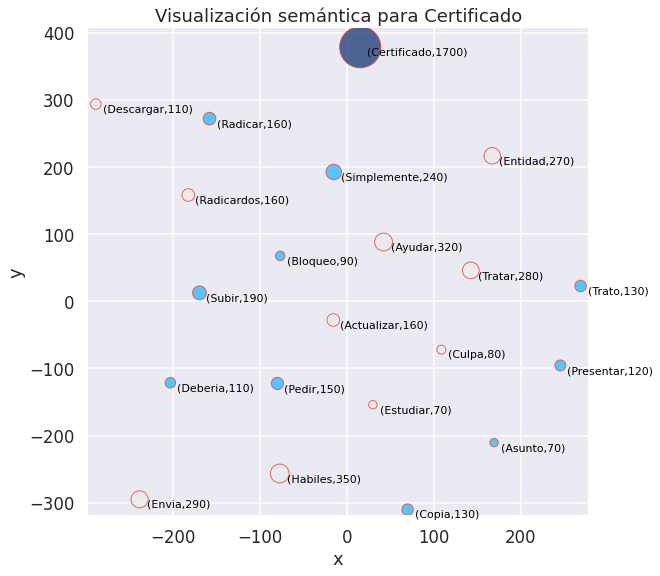 Visualización semántica para Certificado
400
(Certificado,1700)
300
(Descargar,110)
(Radicar,160)
(Entidad,270)
200
(Simplemente,240)
(Radicardos,160)
100
(Ayudar,320)
(Bloqueo,90)
(Tratar,280)
y
(Trato,130)
(Subir,190)
0
(Actualizar,160)
(Culpa,80)
−100
(Presentar,120)
(Deberia,110)
(Pedir,150)
(Estudiar,70)
−200
(Asunto,70)
(Habiles,350)
−300
(Envia,290)
(Copia,130)
−200 −100 0 100 200
x